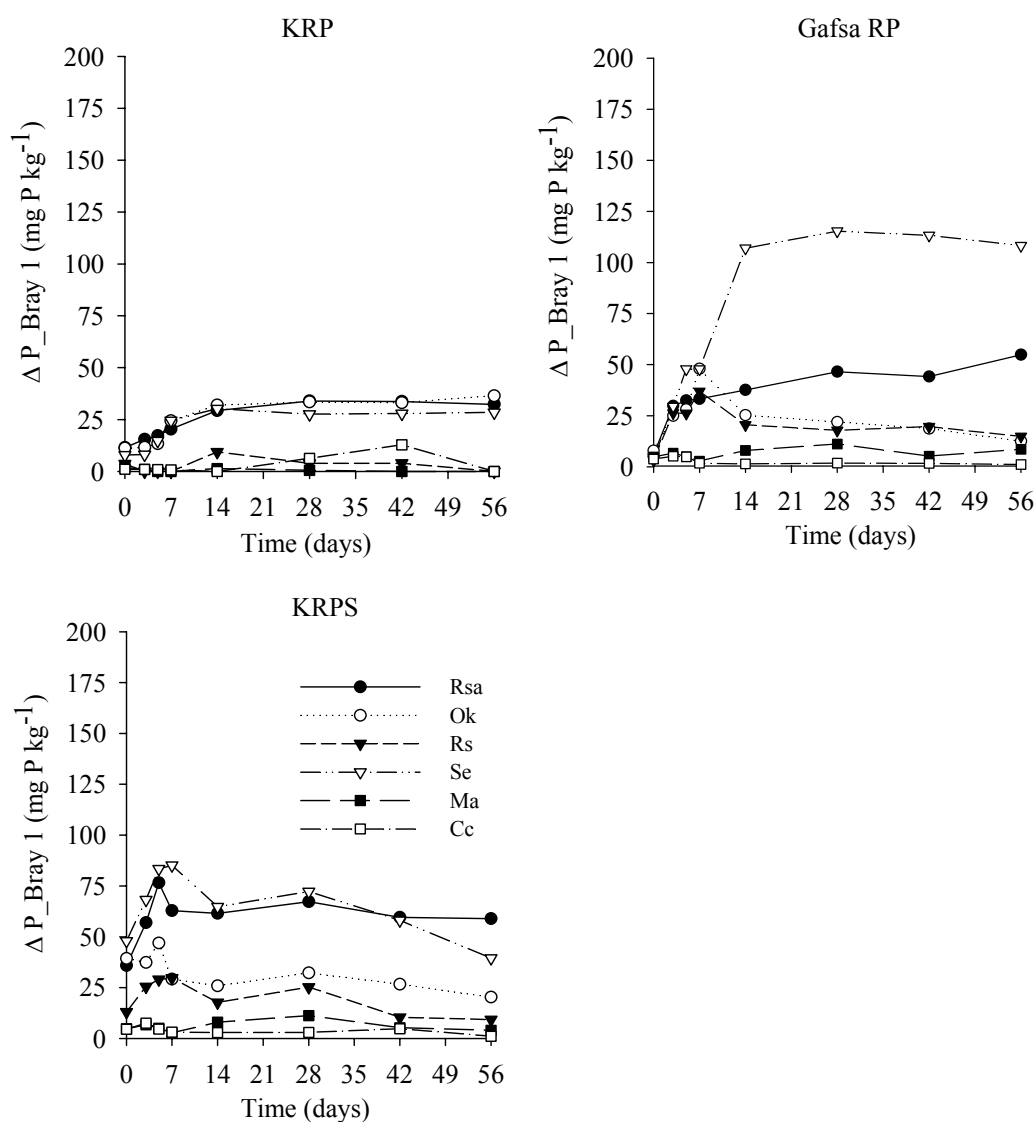 KRP
200
175
150
125
100
75
50
25
0
Δ P_Bray 1 (mg P kg-1)
0 7 14 21 28 35 42 49 56
Time (days)
Gafsa RP
200
175
150
125
100
75
50
25
0
Δ P_Bray 1 (mg P kg-1)
0 7 14 21 28 35 42 49 56
Time (days)
KRPS
200
175
150
125
100
75
50
25
0
Δ P_Bray 1 (mg P kg-1)
Rsa
Ok
Rs
Se
Ma
Cc
0 7 14 21 28 35 42 49 56
Time (days)